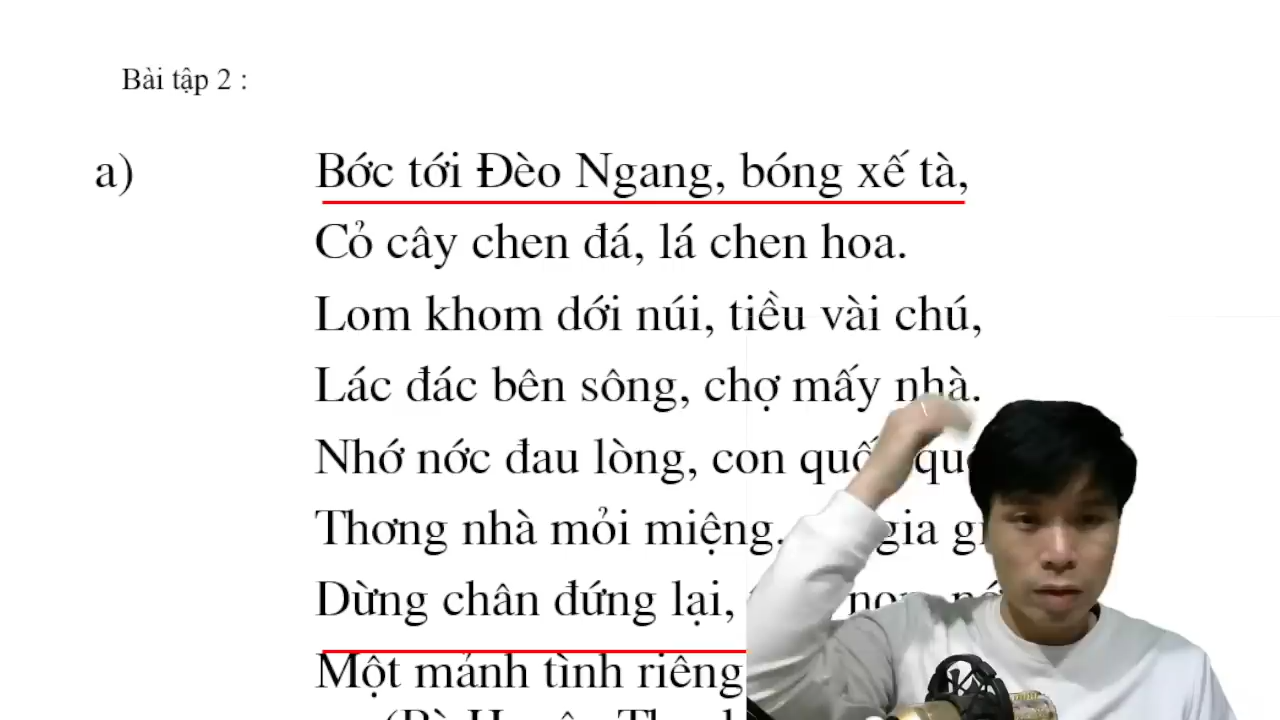 Bài tập 2 :
a) Bớc tới Đèo Ngang, bóng xế tà,
Cỏ cây chen đá, lá chen hoa.
Lom khom dới núi, tiều vài chú,
Lác đác bên sông, chợ mấy nhà.
Nhớ nớc đau lòng, con quốc
Thơng nhà mỏi miệng. gia
Dừng chân đứng lại, non
Một mảnh tình riêng